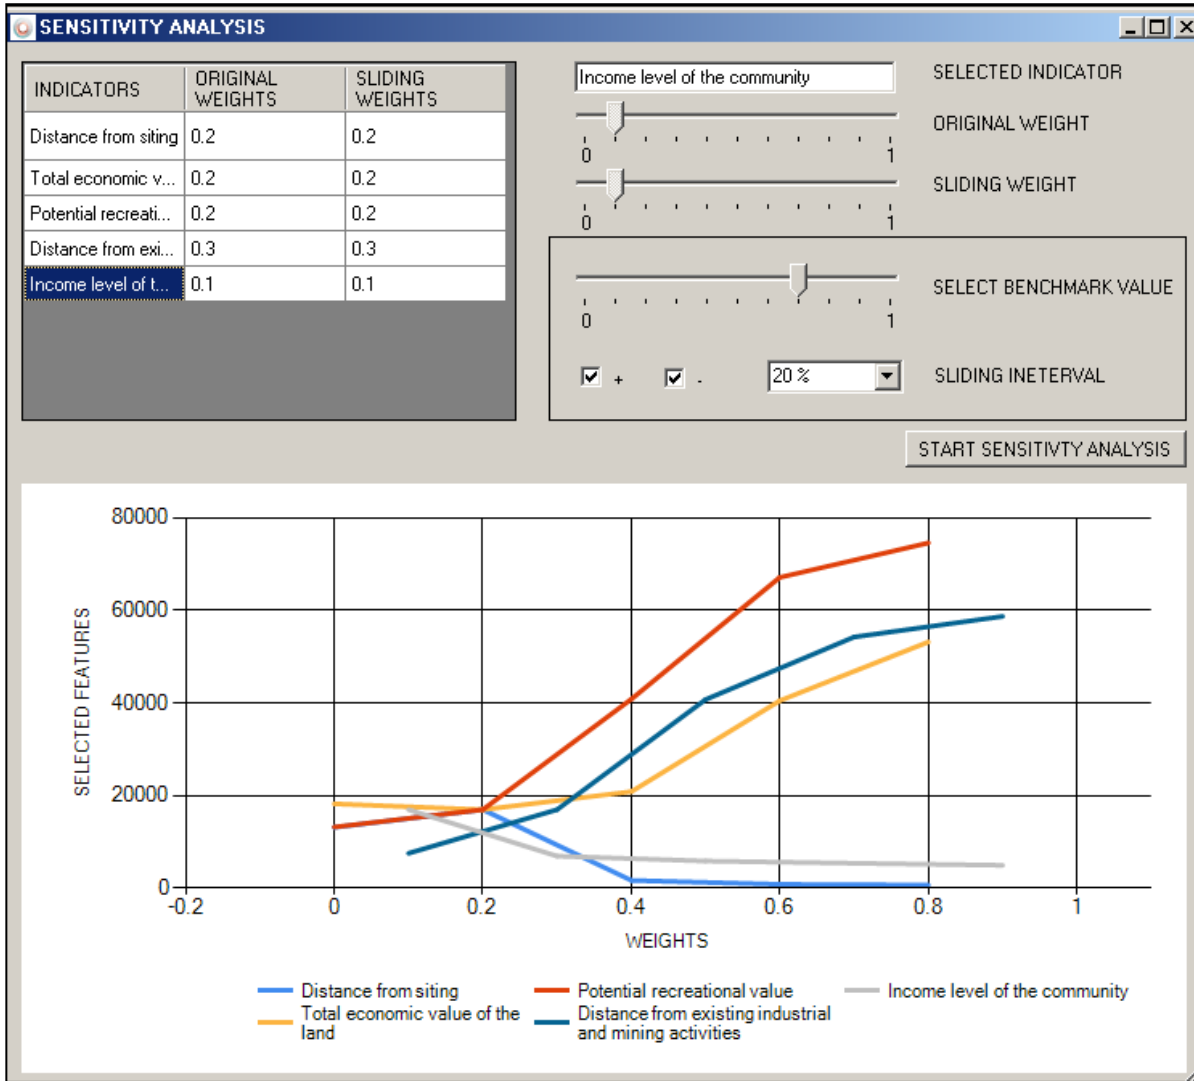 SENSITIVITY ANALYSIS
INDICATORS ORIGINAL WEIGHTS SLIDING WEIGHTS
Distance from siting 0.2 0.2
Total economic v... 0.2 0.2
Potential recreati... 0.2 0.2
Distance from exi... 0.3 0.3
Income level of t... 0.1 0.1
Income level of the community SELECTED INDICATOR
ORIGINAL WEIGHT
0 1
SLIDING WEIGHT
0 1
SELECT BENCHMARK VALUE
0 1
+ - 20 % SLIDING INETERVAL
START SENSITIVTY ANALYSIS
80000
60000
40000
20000
0
SELECTED FEATURES
-0.2 0 0.2 0.4 0.6 0.8 1
WEIGHTS
Distance from siting Potential recreational value Income level of the community
Total economic value of the Distance from existing industrial
land and mining activities